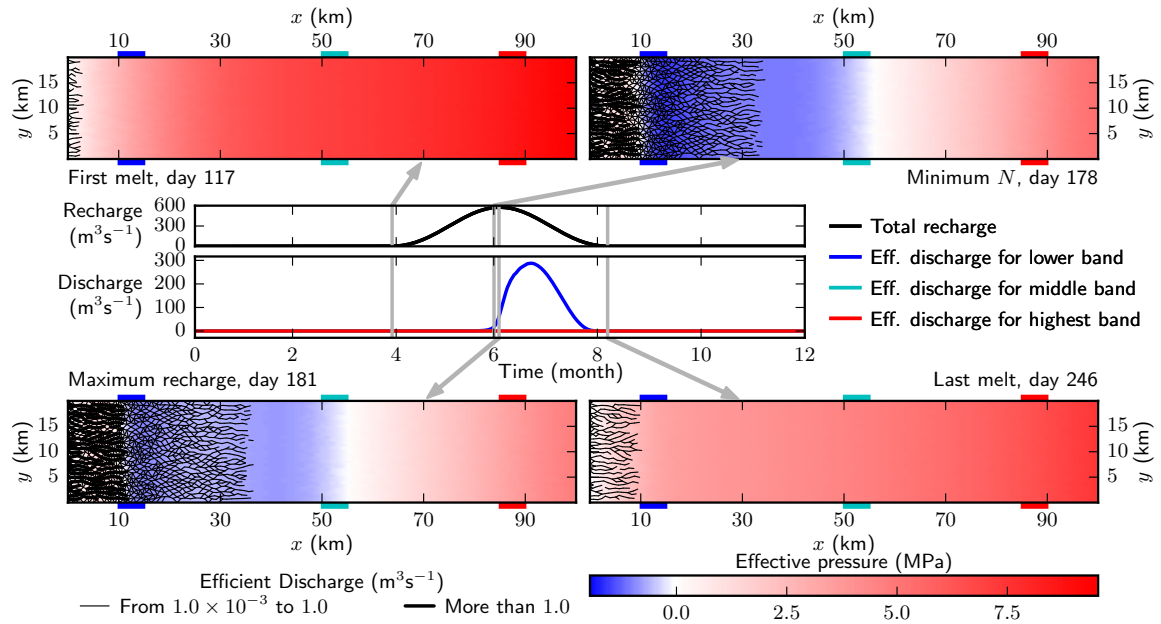 x (km)
x (km)
10 30 50 70 90
10 30 50 70 90
y (km)
15
10
5
15
10
5
y (km)
First melt, day 117
Minimum N, day 178
Recharge
(m³s⁻¹)
600
300
0
Discharge
(m³s⁻¹)
300
200
100
0
0 2 4 6 8 10 12
Time (month)
Total recharge
Eff. discharge for lower band
Eff. discharge for middle band
Eff. discharge for highest band
Maximum recharge, day 181
Last melt, day 246
y (km)
15
10
5
15
10
5
y (km)
10 30 50 70 90
10 30 50 70 90
x (km)
x (km)
Efficient Discharge (m³s⁻¹)
From 1.0 × 10⁻³ to 1.0
More than 1.0
Effective pressure (MPa)
0.0 2.5 5.0 7.5